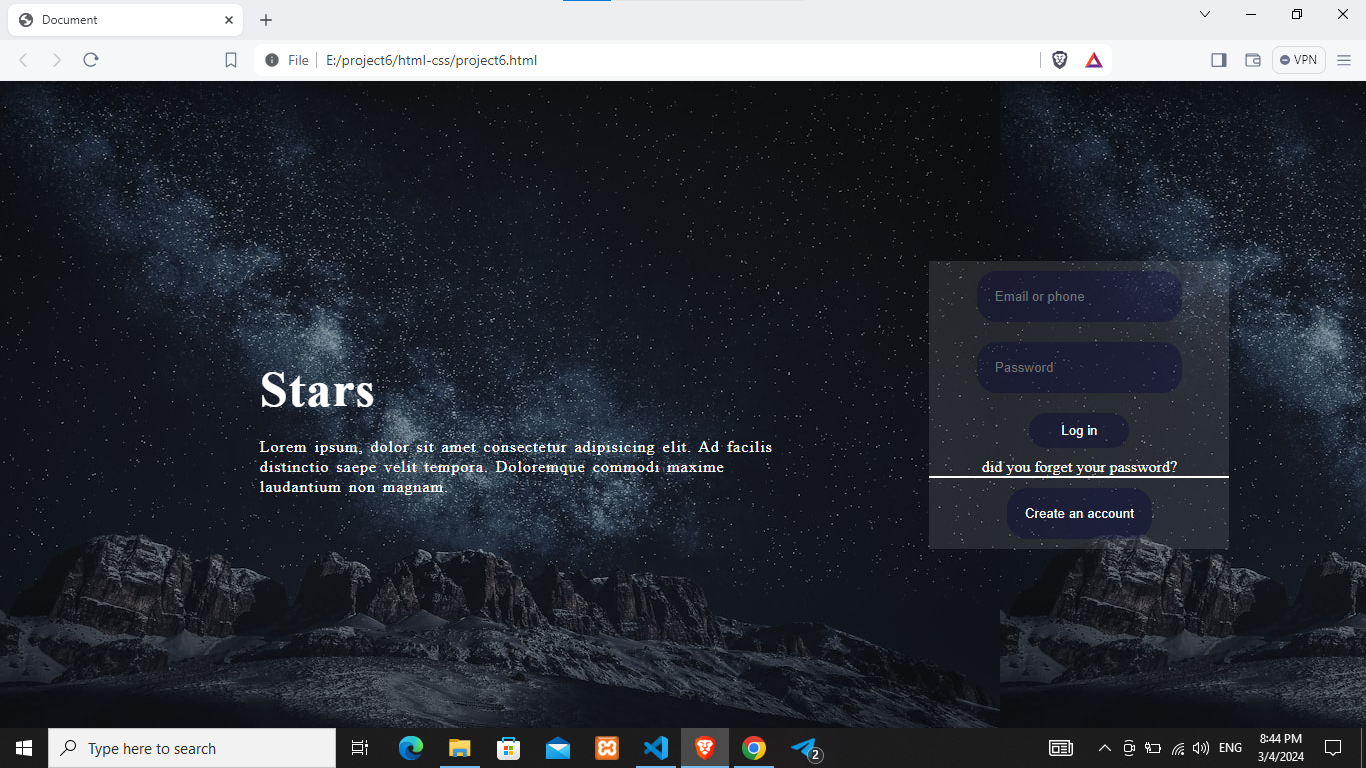 Document
File
E:/project6/html-css/project6.html
VPN
Email or phone
Password
Log in
did you forget your password?
Create an account
Stars
Lorem ipsum, dolor sit amet consectetur adipisicing elit. Ad facilis
distinctio saepe velit tempora. Doloremque commodi maxime
laudantium non magnam.
Type here to search
2
ENG
8:44 PM
3/4/2024